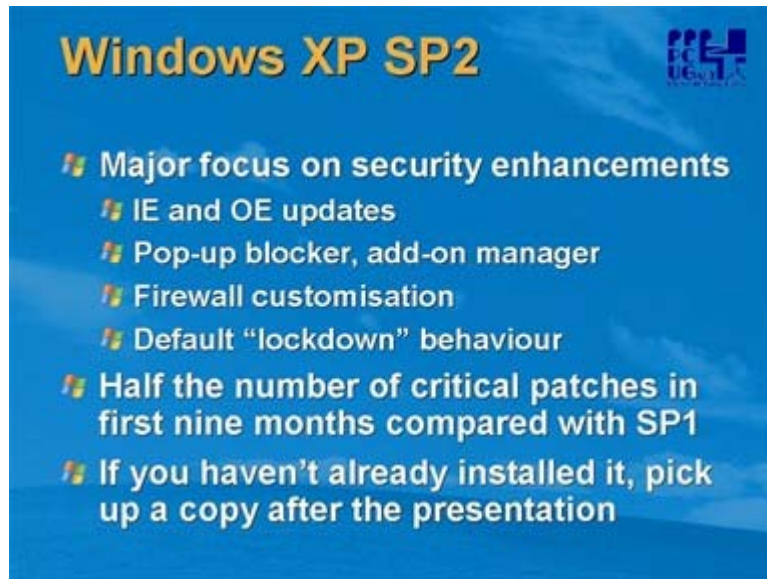 Windows XP SP2
PC
UG
Major focus on security enhancements
IE and OE updates
Pop-up blocker, add-on manager
Firewall customisation
Default “lockdown” behaviour
Half the number of critical patches in
first nine months compared with SP1
If you haven’t already installed it, pick
up a copy after the presentation